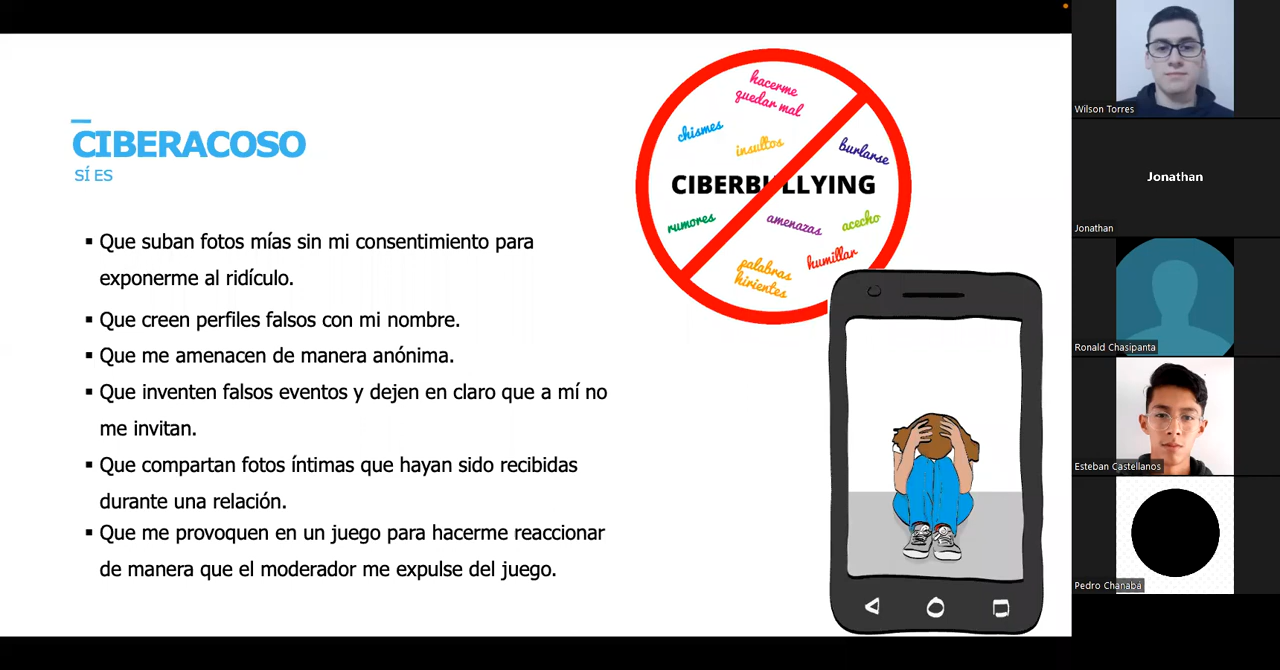 CIBERACOSO
SÍ ES
▪ Que suban fotos mías sin mi consentimiento para
exponerme al ridículo.
▪ Que creen perfiles falsos con mi nombre.
▪ Que me amenacen de manera anónima.
▪ Que inventen falsos eventos y dejen en claro que a mí no
me invitan.
▪ Que compartan fotos íntimas que hayan sido recibidas
durante una relación.
▪ Que me provoquen en un juego para hacerme reaccionar
de manera que el moderador me expulse del juego.
hacerme
quedar mal
chismes
insultos
burlarse
CIBERBULLYING
rumores
amenazas
acecho
humillar
palabras
hirientes
Wilson Torres
Jonathan
Jonathan
Ronald Chasipanta
Esteban Castellanos
Pedro Chanaba